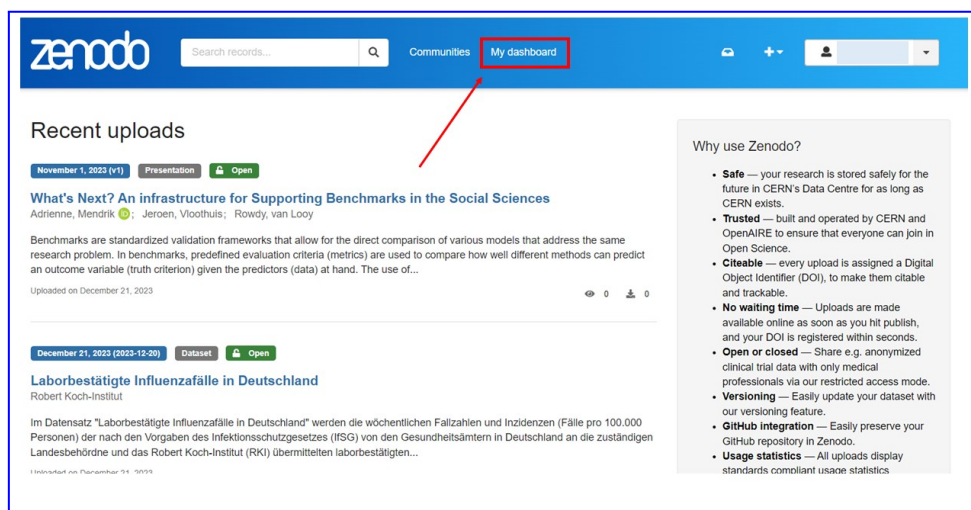 zenodo
Search records...
Communities
My dashboard
Recent uploads
November 1, 2023 (v1) Presentation Open
What's Next? An infrastructure for Supporting Benchmarks in the Social Sciences
Adrienne, Mendrik iD; Jeroen, Vloothuis; Rowdy, van Looy
Benchmarks are standardized validation frameworks that allow for the direct comparison of various models that address the same
research problem. In benchmarks, predefined evaluation criteria (metrics) are used to compare how well different methods can predict
an outcome variable (truth criterion) given the predictors (data) at hand. The use of...
Uploaded on December 21, 2023
0 0
December 21, 2023 (2023-12-20) Dataset Open
Laborbestätigte Influenzafälle in Deutschland
Robert Koch-Institut
Im Datensatz "Laborbestätigte Influenzafälle in Deutschland" werden die wöchentlichen Fallzahlen und Inzidenzen (Fälle pro 100.000
Personen) der nach den Vorgaben des Infektionsschutzgesetzes (IfSG) von den Gesundheitsämtern in Deutschland an die zuständigen
Landesbehördne und das Robert Koch-Institut (RKI) übermittelten laborbestätigten...
Uploaded on December 21, 2023
Why use Zenodo?
• Safe — your research is stored safely for the
future in CERN's Data Centre for as long as
CERN exists.
• Trusted — built and operated by CERN and
OpenAIRE to ensure that everyone can join in
Open Science.
• Citeable — every upload is assigned a Digital
Object Identifier (DOI), to make them citable
and trackable.
• No waiting time — Uploads are made
available online as soon as you hit publish,
and your DOI is registered within seconds.
• Open or closed — Share e.g. anonymized
clinical trial data with only medical
professionals via our restricted access mode.
• Versioning — Easily update your dataset with
our versioning feature.
• GitHub integration — Easily preserve your
GitHub repository in Zenodo.
• Usage statistics — All uploads display
standards compliant usage statistics